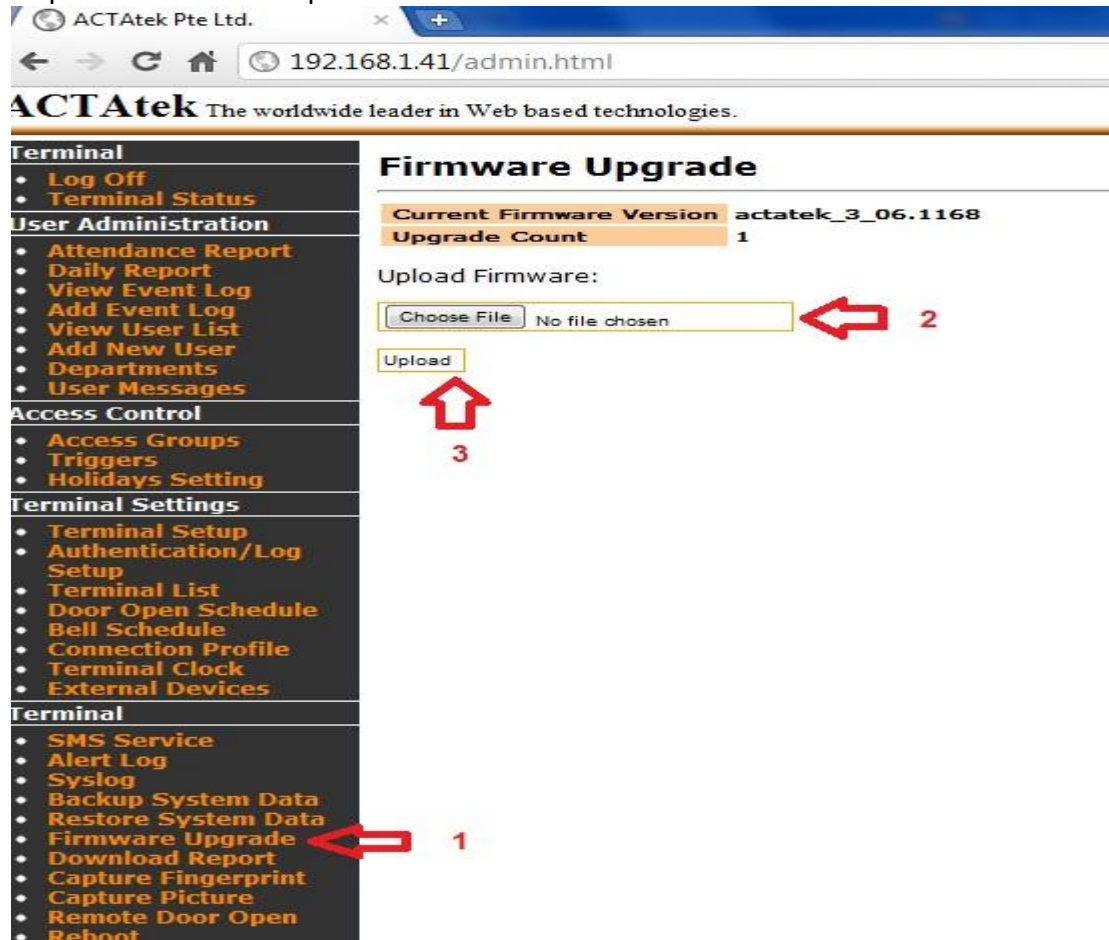 ACTAtek Pte Ltd.
192.168.1.41/admin.html
ACTAtek The worldwide leader in Web based technologies.
Terminal
Log Off
Terminal Status
User Administration
Attendance Report
Daily Report
View Event Log
Add Event Log
View User List
Add New User
Departments
User Messages
Access Control
Access Groups
Triggers
Holidays Setting
Terminal Settings
Terminal Setup
Authentication/Log
Setup
Terminal List
Door Open Schedule
Bell Schedule
Connection Profile
Terminal Clock
External Devices
Terminal
SMS Service
Alert Log
Syslog
Backup System Data
Restore System Data
Firmware Upgrade
1
Download Report
Capture Fingerprint
Capture Picture
Remote Door Open
Reboot
Firmware Upgrade
Current Firmware Version actatek_3_06.1168
Upgrade Count 1
Upload Firmware:
Choose File No file chosen
2
Upload
3